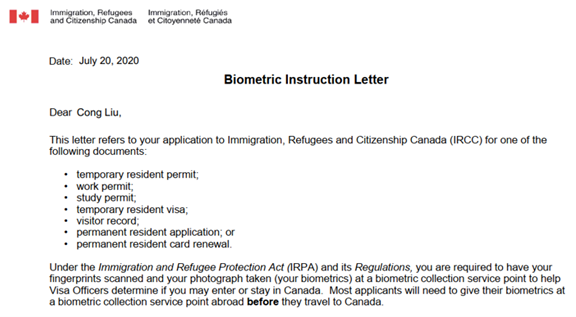 Immigration, Refugees Immigration, Réfugiés
and Citizenship Canada et Citoyenneté Canada
Date: July 20, 2020
Biometric Instruction Letter
Dear Cong Liu,
This letter refers to your application to Immigration, Refugees and Citizenship Canada (IRCC) for one of the
following documents:
• temporary resident permit;
• work permit;
• study permit;
• temporary resident visa;
• visitor record;
• permanent resident application; or
• permanent resident card renewal.
Under the Immigration and Refugee Protection Act (IRPA) and its Regulations, you are required to have your
fingerprints scanned and your photograph taken (your biometrics) at a biometric collection service point to help
Visa Officers determine if you may enter or stay in Canada. Most applicants will need to give their biometrics at
a biometric collection service point abroad before they travel to Canada.